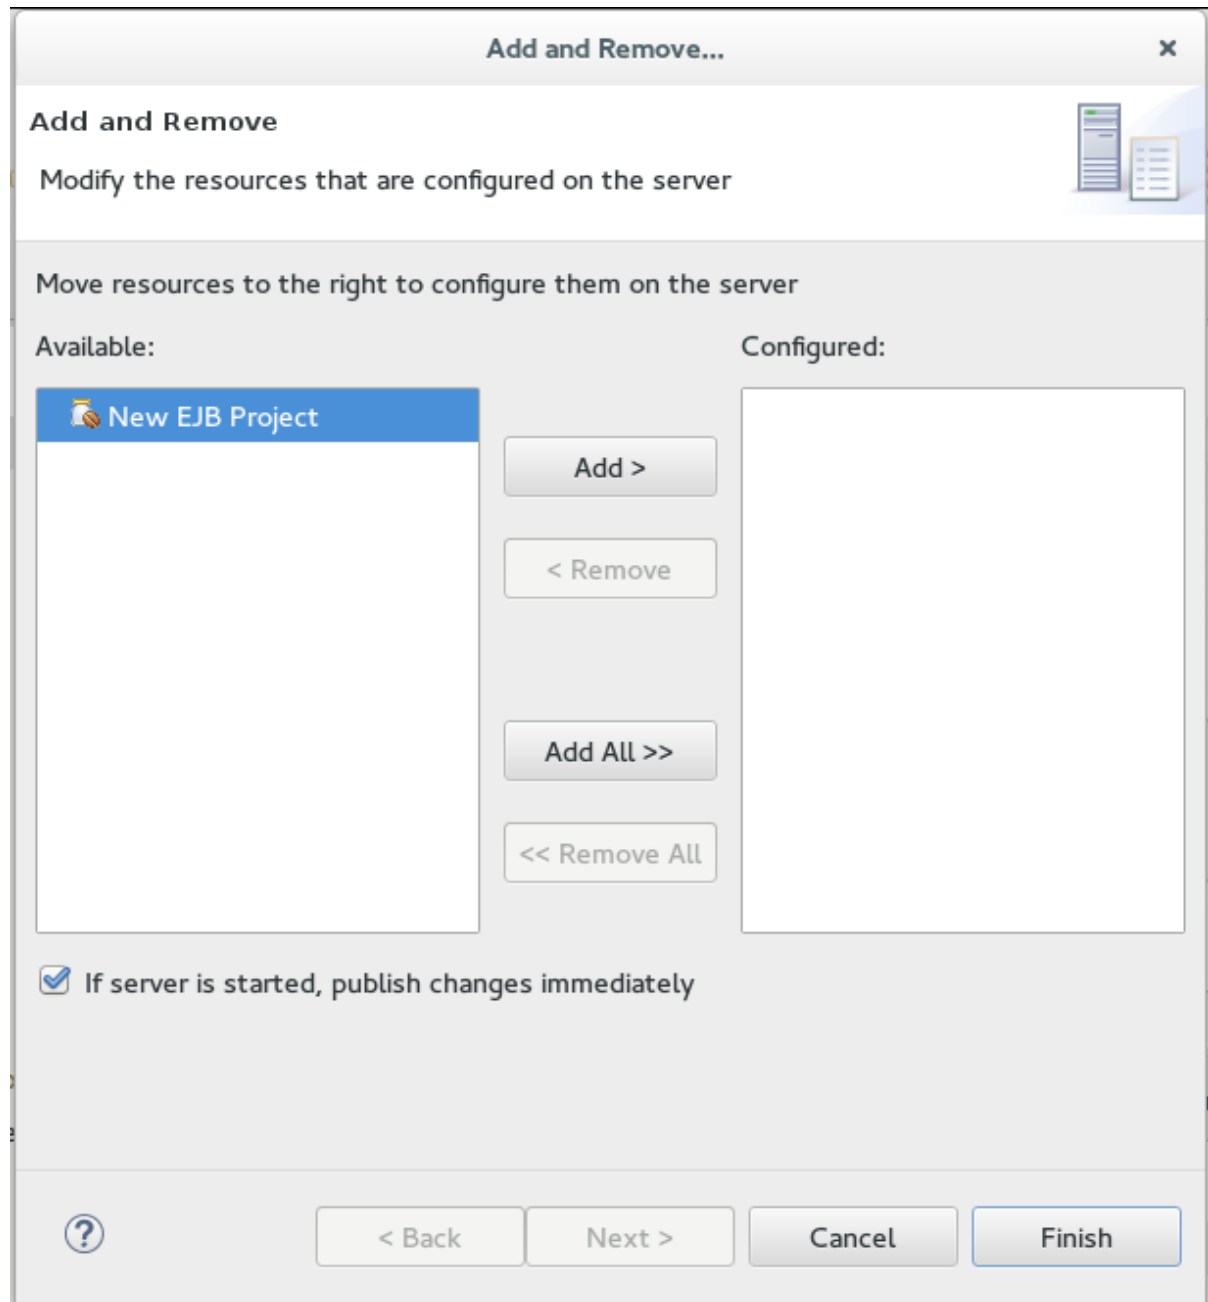 Add and Remove...
Add and Remove
Modify the resources that are configured on the server
Move resources to the right to configure them on the server
Available:
Configured:
New EJB Project
Add >
< Remove
Add All >>
<< Remove All
If server is started, publish changes immediately
< Back
Next >
Cancel
Finish